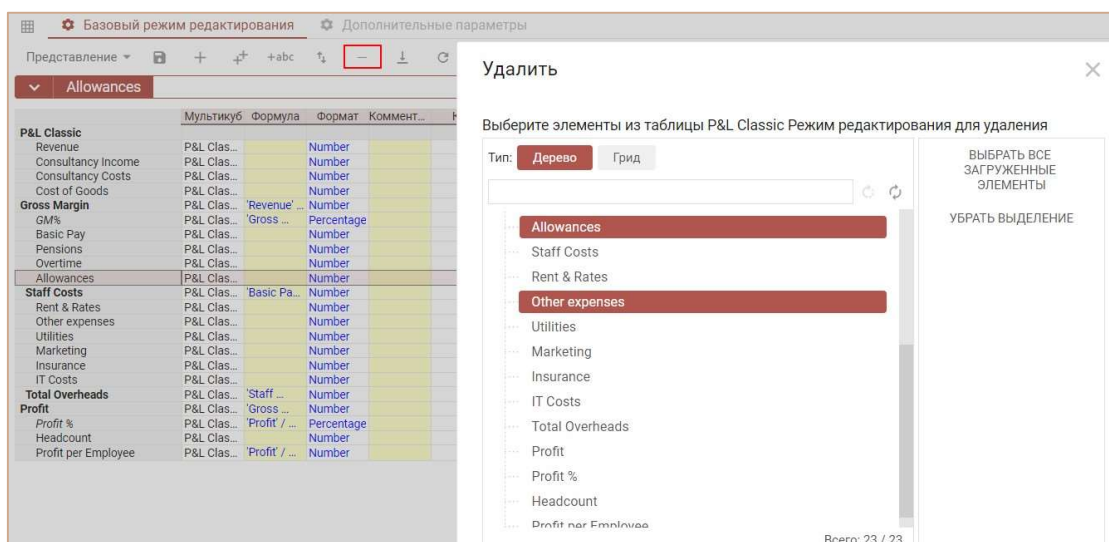 Базовый режим редактирования Дополнительные параметры
Представление +abc
Allowances
Мультикуб Формула Формат Коммент...
P&L Classic
Revenue P&L Clas... Number
Consultancy Income P&L Clas... Number
Consultancy Costs P&L Clas... Number
Cost of Goods P&L Clas... Number
Gross Margin P&L Clas... 'Revenue' ... Number
GM% P&L Clas... 'Gross ... Percentage
Basic Pay P&L Clas... Number
Pensions P&L Clas... Number
Overtime P&L Clas... Number
Allowances P&L Clas... Number
Staff Costs P&L Clas... 'Basic Pa... Number
Rent & Rates P&L Clas... Number
Other expenses P&L Clas... Number
Utilities P&L Clas... Number
Marketing P&L Clas... Number
Insurance P&L Clas... Number
IT Costs P&L Clas... Number
Total Overheads P&L Clas... 'Staff ... Number
Profit P&L Clas... 'Gross ... Number
Profit % P&L Clas... 'Profit' / ... Percentage
Headcount P&L Clas... Number
Profit per Employee P&L Clas... 'Profit' / ... Number
Удалить
Выберите элементы из таблицы P&L Classic Режим редактирования для удаления
Тип: Дерево Грид
Allowances
Staff Costs
Rent & Rates
Other expenses
Utilities
Marketing
Insurance
IT Costs
Total Overheads
Profit
Profit %
Headcount
Profit per Employee
Всего: 23 / 23
ВЫБРАТЬ ВСЕ
ЗАГРУЖЕННЫЕ
ЭЛЕМЕНТЫ
УБРАТЬ ВЫДЕЛЕНИЕ